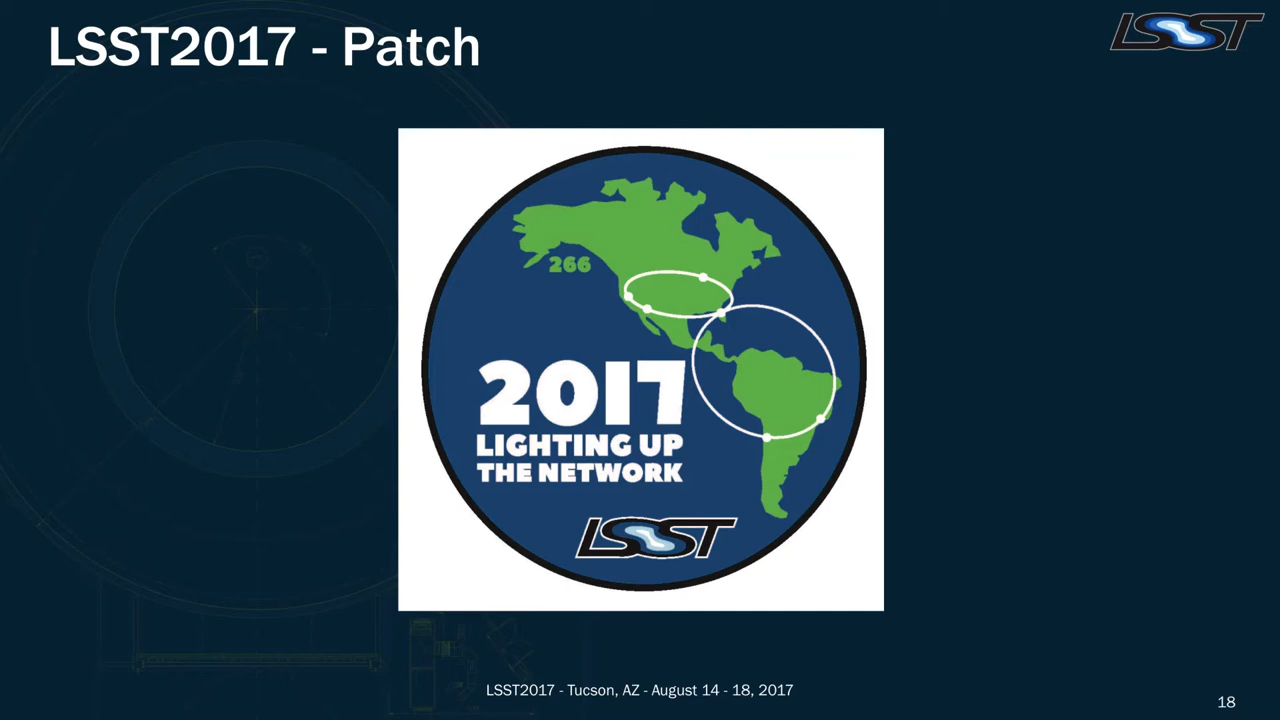 LSST2017 - Patch
LSST
266
2017
LIGHTING UP
THE NETWORK
LSST
LSST2017 - Tucson, AZ - August 14 - 18, 2017
18